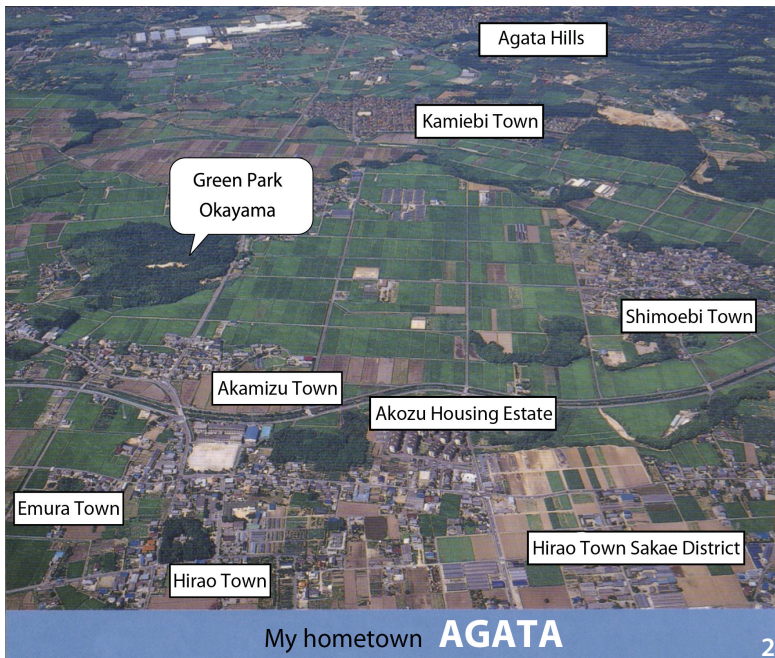 Agata Hills
Kamiebi Town
Green Park
Okayama
Shimoebi Town
Akamizu Town
Akozu Housing Estate
Emura Town
Hirao Town Sakae District
Hirao Town
My hometown AGATA
2